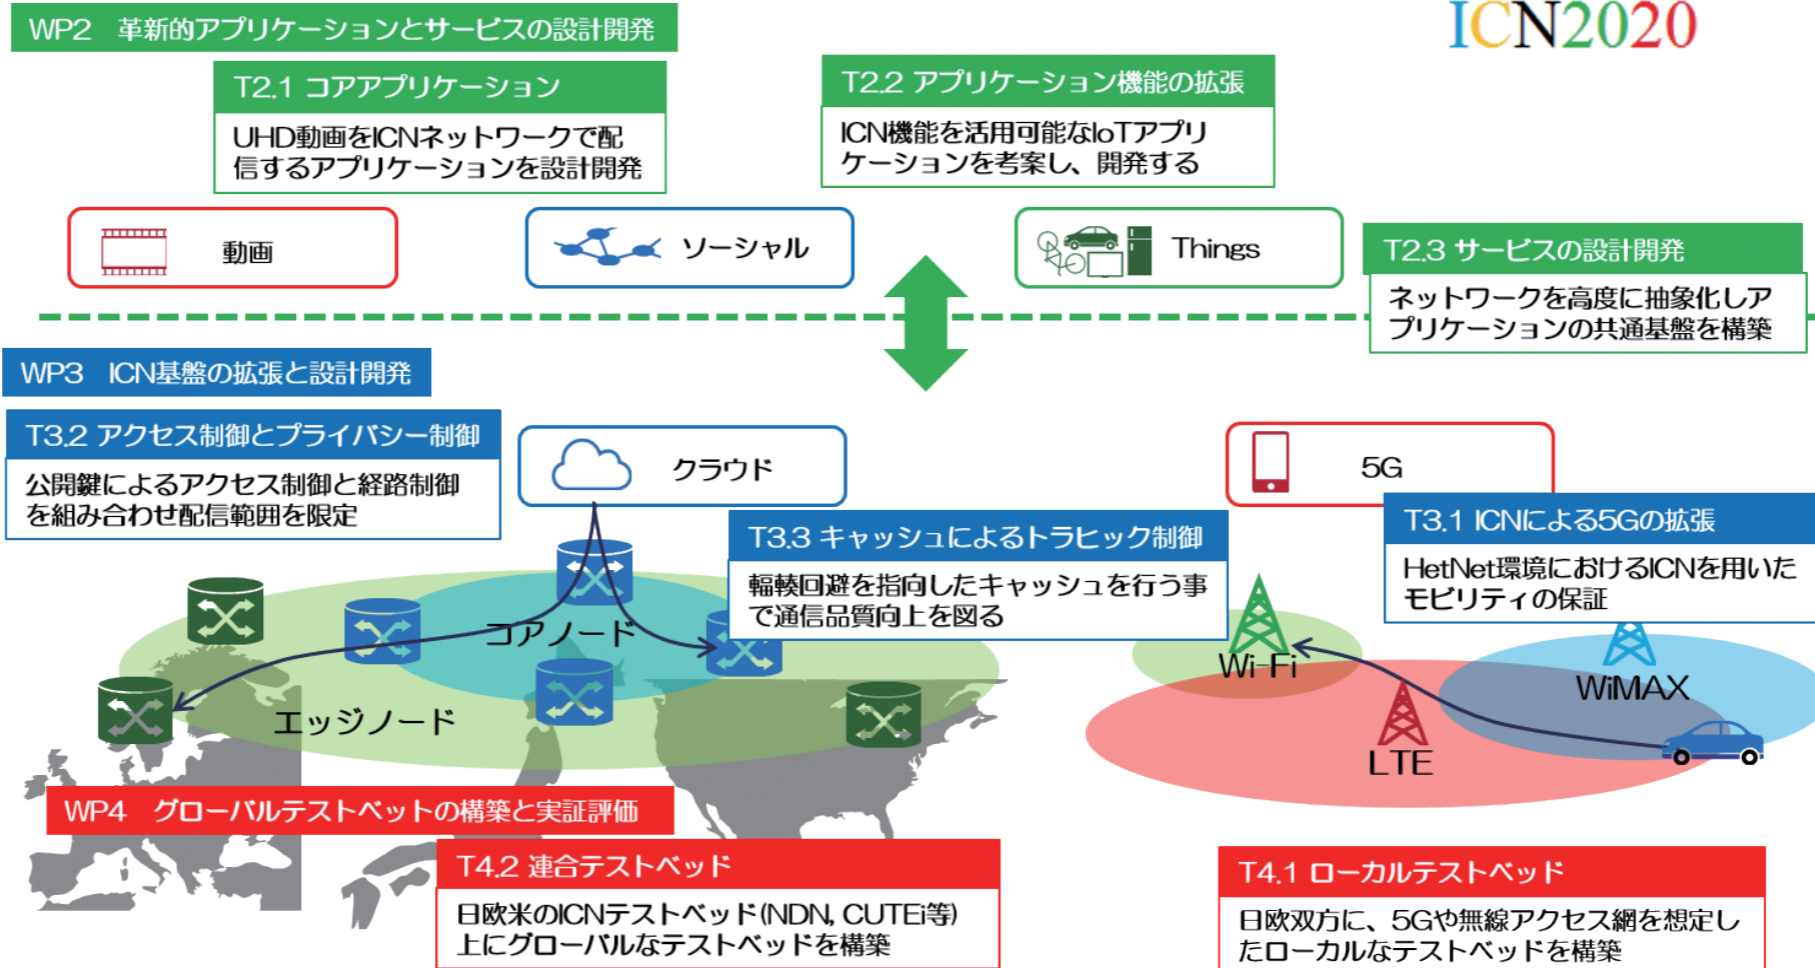 ICN2020
WP2 革新的アプリケーションとサービスの設計開発
T2.1 コアアプリケーション
UHD動画をICNネットワークで配
信するアプリケーションを設計開発
T2.2 アプリケーション機能の拡張
ICN機能を活用可能なIoTアプリ
ケーションを考案し、開発する
動画
ソーシャル
Things
T2.3 サービスの設計開発
ネットワークを高度に抽象化しア
プリケーションの共通基盤を構築
WP3 ICN基盤の拡張と設計開発
T3.2 アクセス制御とプライバシー制御
公開鍵によるアクセス制御と経路制御
を組み合わせ配信範囲を限定
クラウド
5G
T3.3 キャッシュによるトラヒック制御
輻輳回避を指向したキャッシュを行う事
で通信品質向上を図る
T3.1 ICNによる5Gの拡張
HetNet環境におけるICNを用いた
モビリティの保証
コアノード
エッジノード
Wi-Fi
WiMAX
LTE
WP4 グローバルテストベットの構築と実証評価
T4.2 連合テストベッド
日欧米のICNテストベッド(NDN, CUTEi等)
上にグローバルなテストベッドを構築
T4.1 ローカルテストベッド
日欧双方に、5Gや無線アクセス網を想定し
たローカルなテストベッドを構築